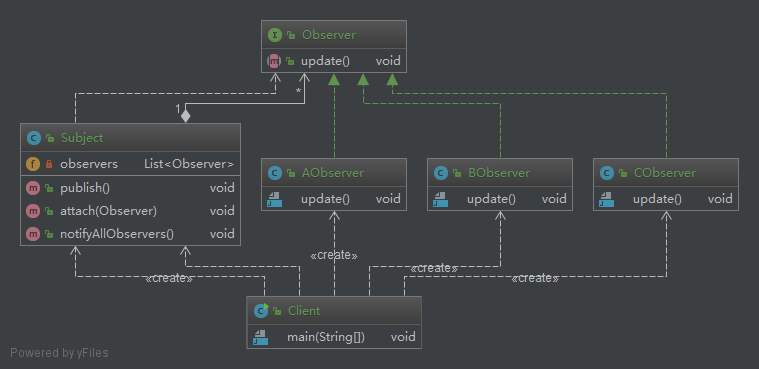 Observer
update() void
1
*
Subject
observers List<Observer>
publish() void
attach(Observer) void
notifyAllObservers() void
AObserver
update() void
BObserver
update() void
CObserver
update() void
«create»
«create»
«create»
«create»
Client
main(String[]) void
Powered by yFiles